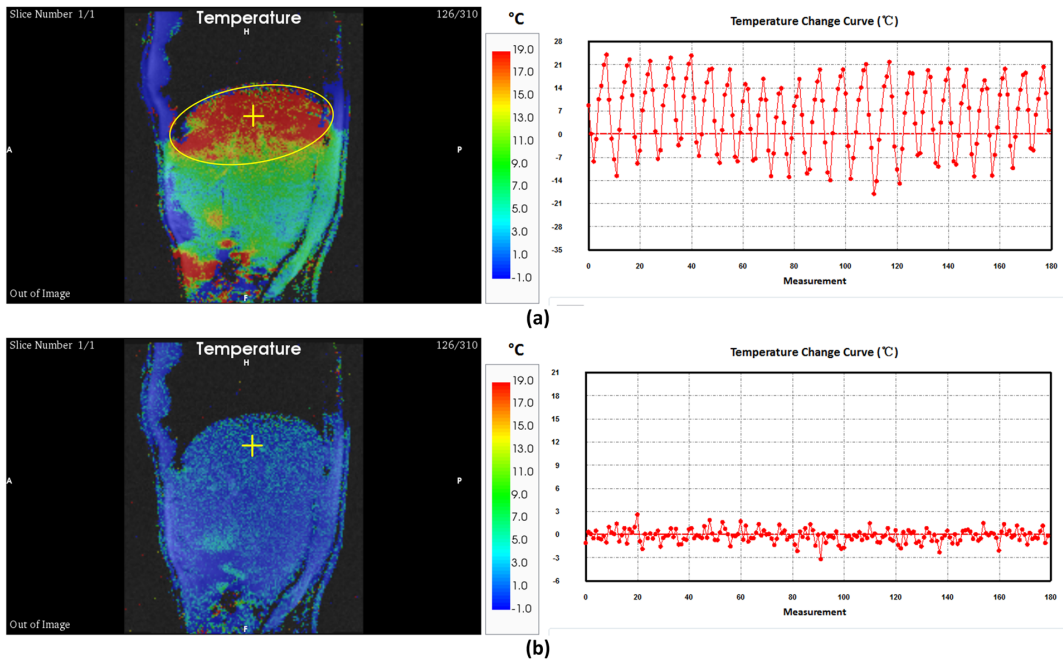 Slice Number 1/1
Temperature
126/310
H
A
P
F
Out of Image
°C
19.0
17.0
15.0
13.0
11.0
9.0
7.0
5.0
3.0
1.0
-1.0
Temperature Change Curve (℃)
28
21
14
7
0
-7
-14
-21
-28
-35
0 20 40 60 80 100 120 140 160 180
Measurement
(a)
Slice Number 1/1
Temperature
126/310
H
A
P
F
Out of Image
°C
19.0
17.0
15.0
13.0
11.0
9.0
7.0
5.0
3.0
1.0
-1.0
Temperature Change Curve (℃)
21
18
15
12
9
6
3
0
-3
-6
0 20 40 60 80 100 120 140 160 180
Measurement
(b)